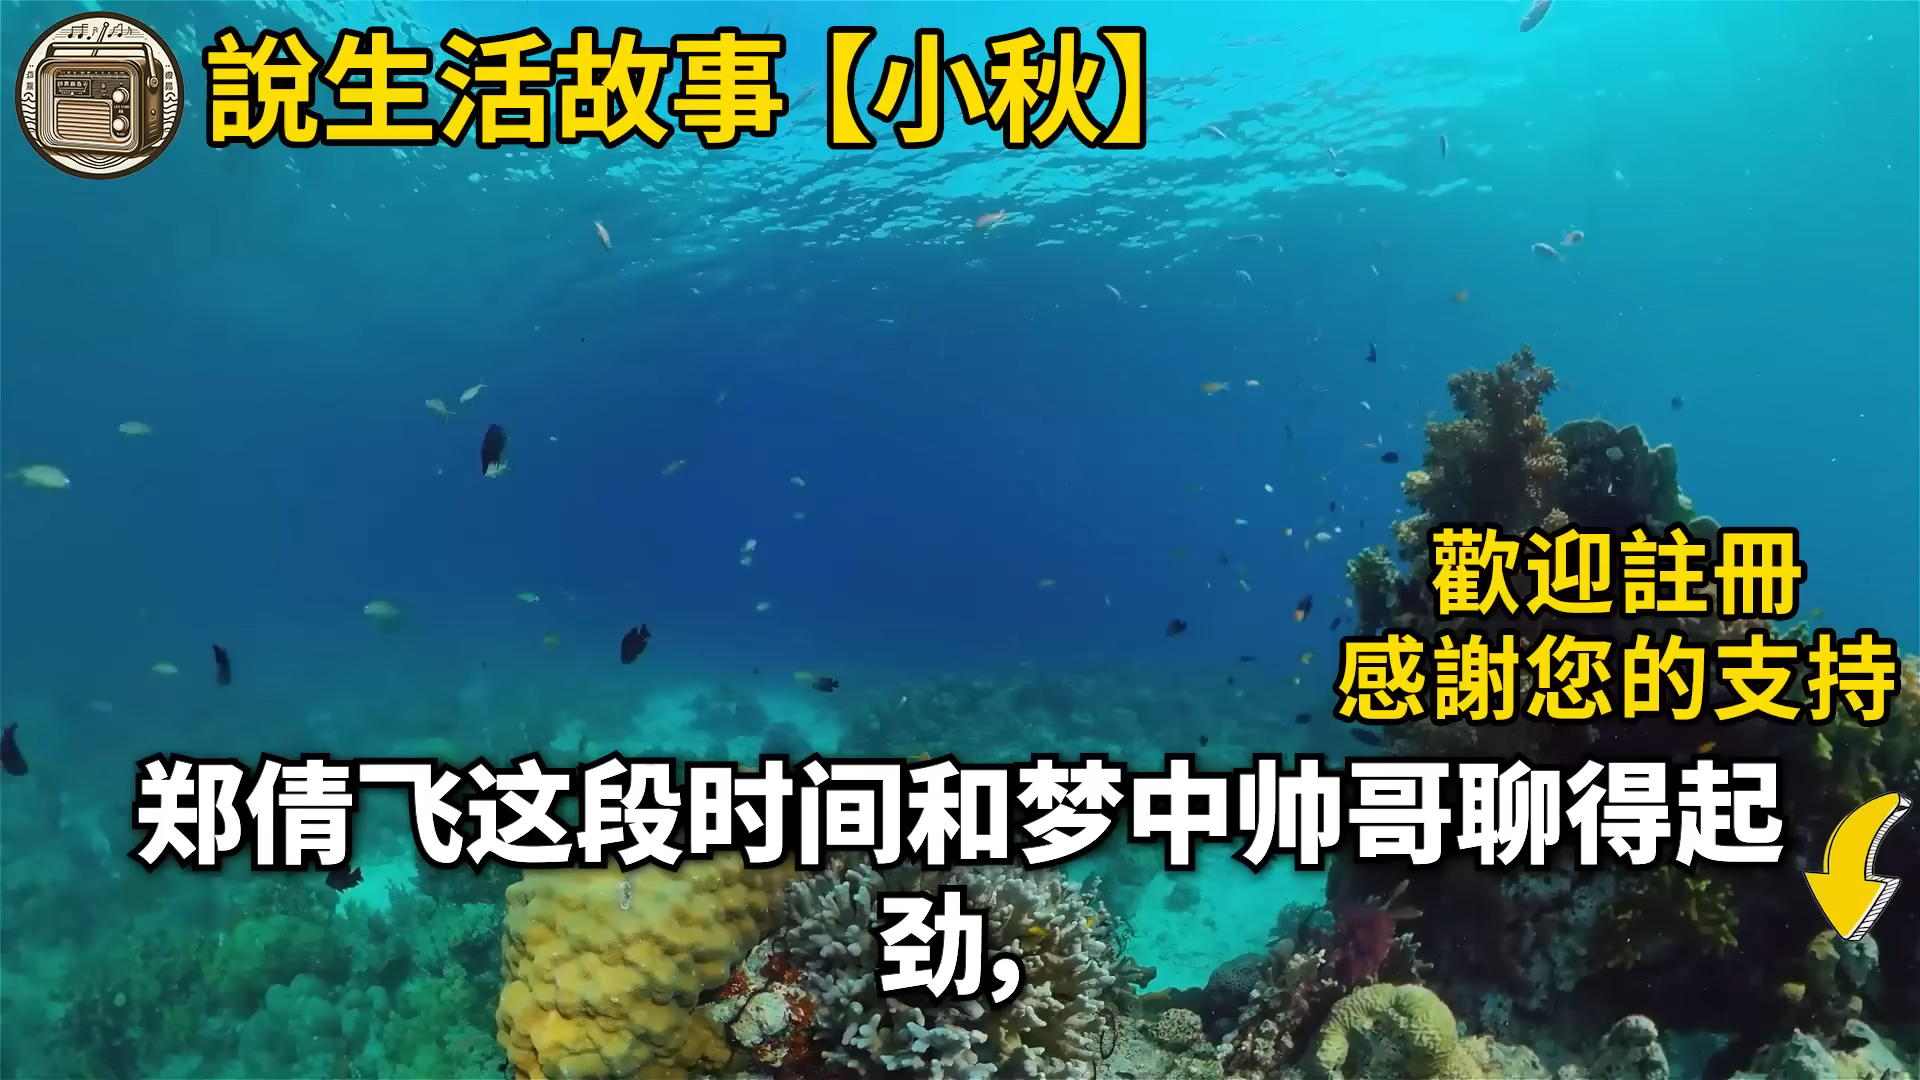 說生活故事【小秋】
歡迎註冊
感謝您的支持
郑倩飞这段时间和梦中帅哥聊得起
劲,